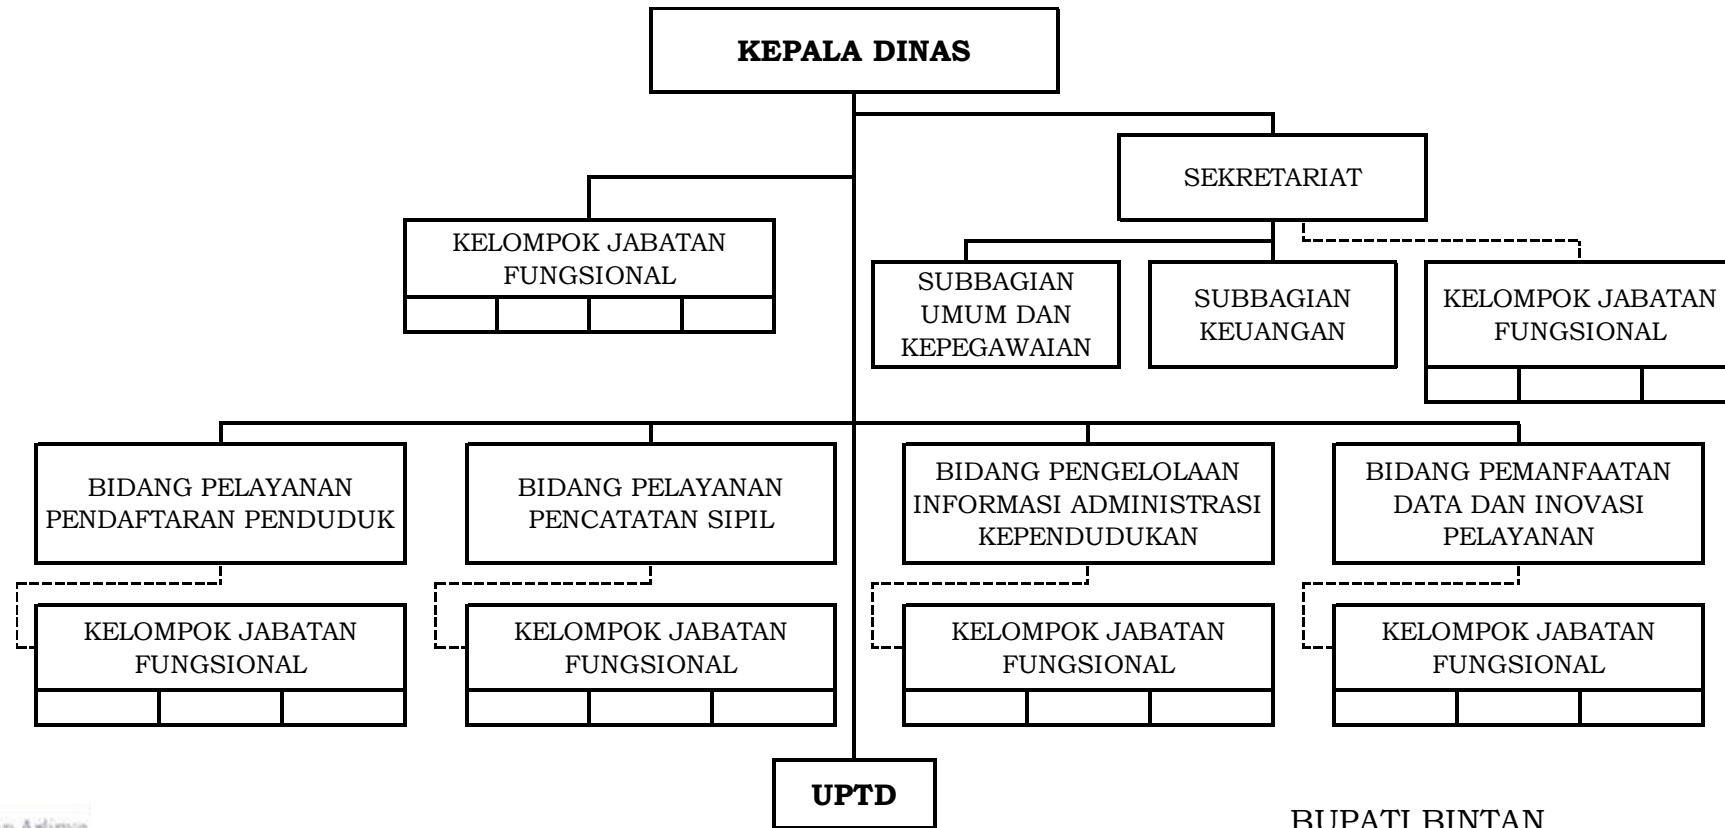 KEPALA DINAS
SEKRETARIAT
KELOMPOK JABATAN
FUNGSIONAL
SUBBAGIAN
UMUM DAN
KEPEGAWAIAN
SUBBAGIAN
KEUANGAN
KELOMPOK JABATAN
FUNGSIONAL
BIDANG PELAYANAN
PENDAFTARAN PENDUDUK
BIDANG PELAYANAN
PENCATATAN SIPIL
BIDANG PENGELOLAAN
INFORMASI ADMINISTRASI
KEPENDUDUKAN
BIDANG PEMANFAATAN
DATA DAN INOVASI
PELAYANAN
KELOMPOK JABATAN
FUNGSIONAL
KELOMPOK JABATAN
FUNGSIONAL
KELOMPOK JABATAN
FUNGSIONAL
KELOMPOK JABATAN
FUNGSIONAL
UPTD
BUPATI BINTAN